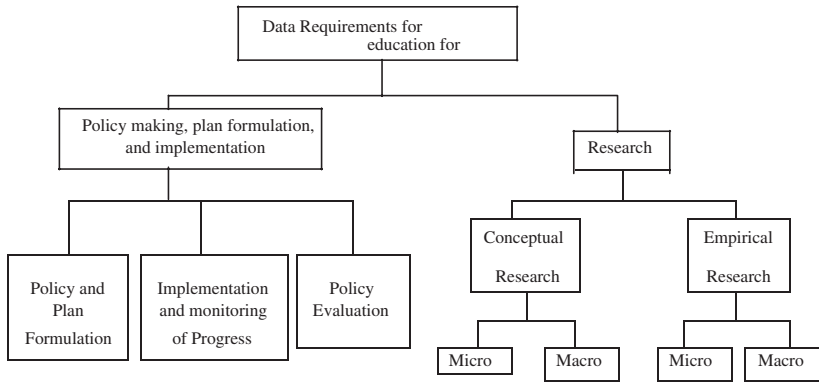 Data Requirements for
education for
Policy making, plan formulation,
and implementation
Research
Policy and
Plan
Formulation
Implementation
and monitoring
of Progress
Policy
Evaluation
Conceptual
Research
Empirical
Research
Micro
Macro
Micro
Macro